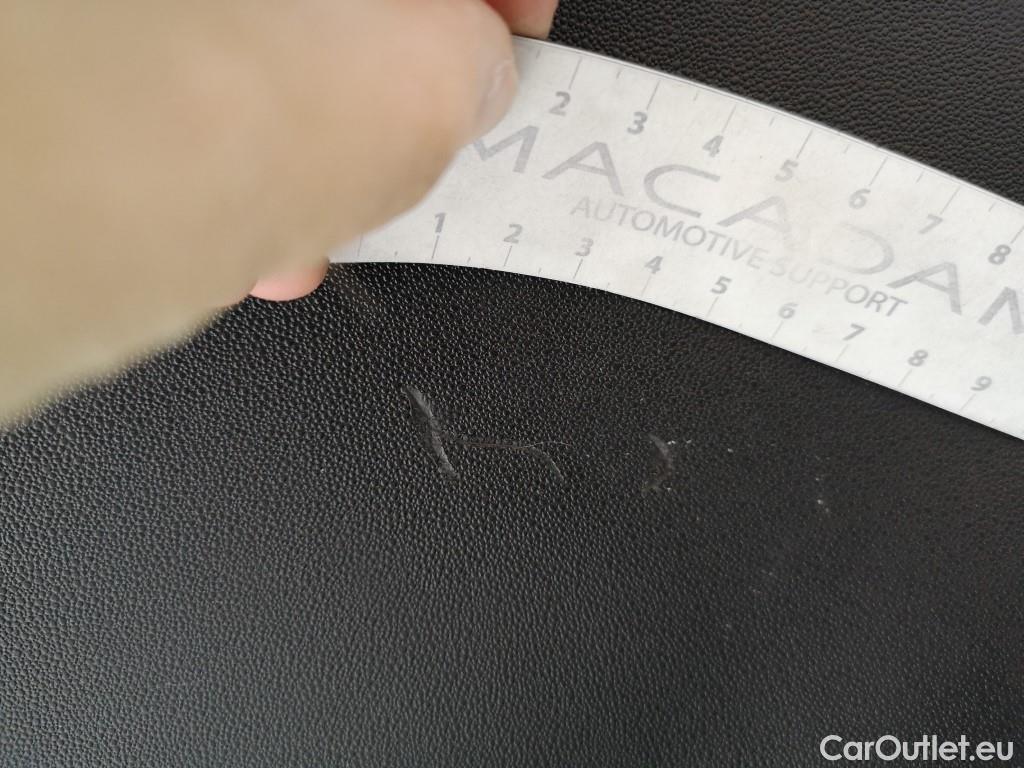 2 3 4 5 6 7 8
MACADAM
AUTOMOTIVE SUPPORT
1 2 3 4 5 6 7 8 9
CarOutlet.eu